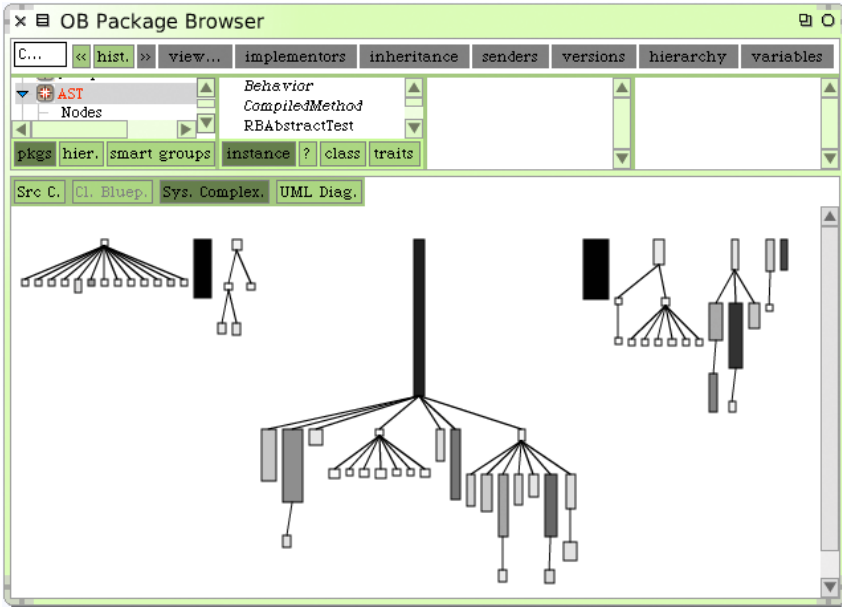 OB Package Browser
C... << hist. >> view... implementors inheritance senders versions hierarchy variables
AST
Nodes
Behavior
CompiledMethod
RBAbstractTest
pkgs hier. smart groups instance ? class traits
Src C. Cl. Bluep. Sys. Complex. UML Diag.